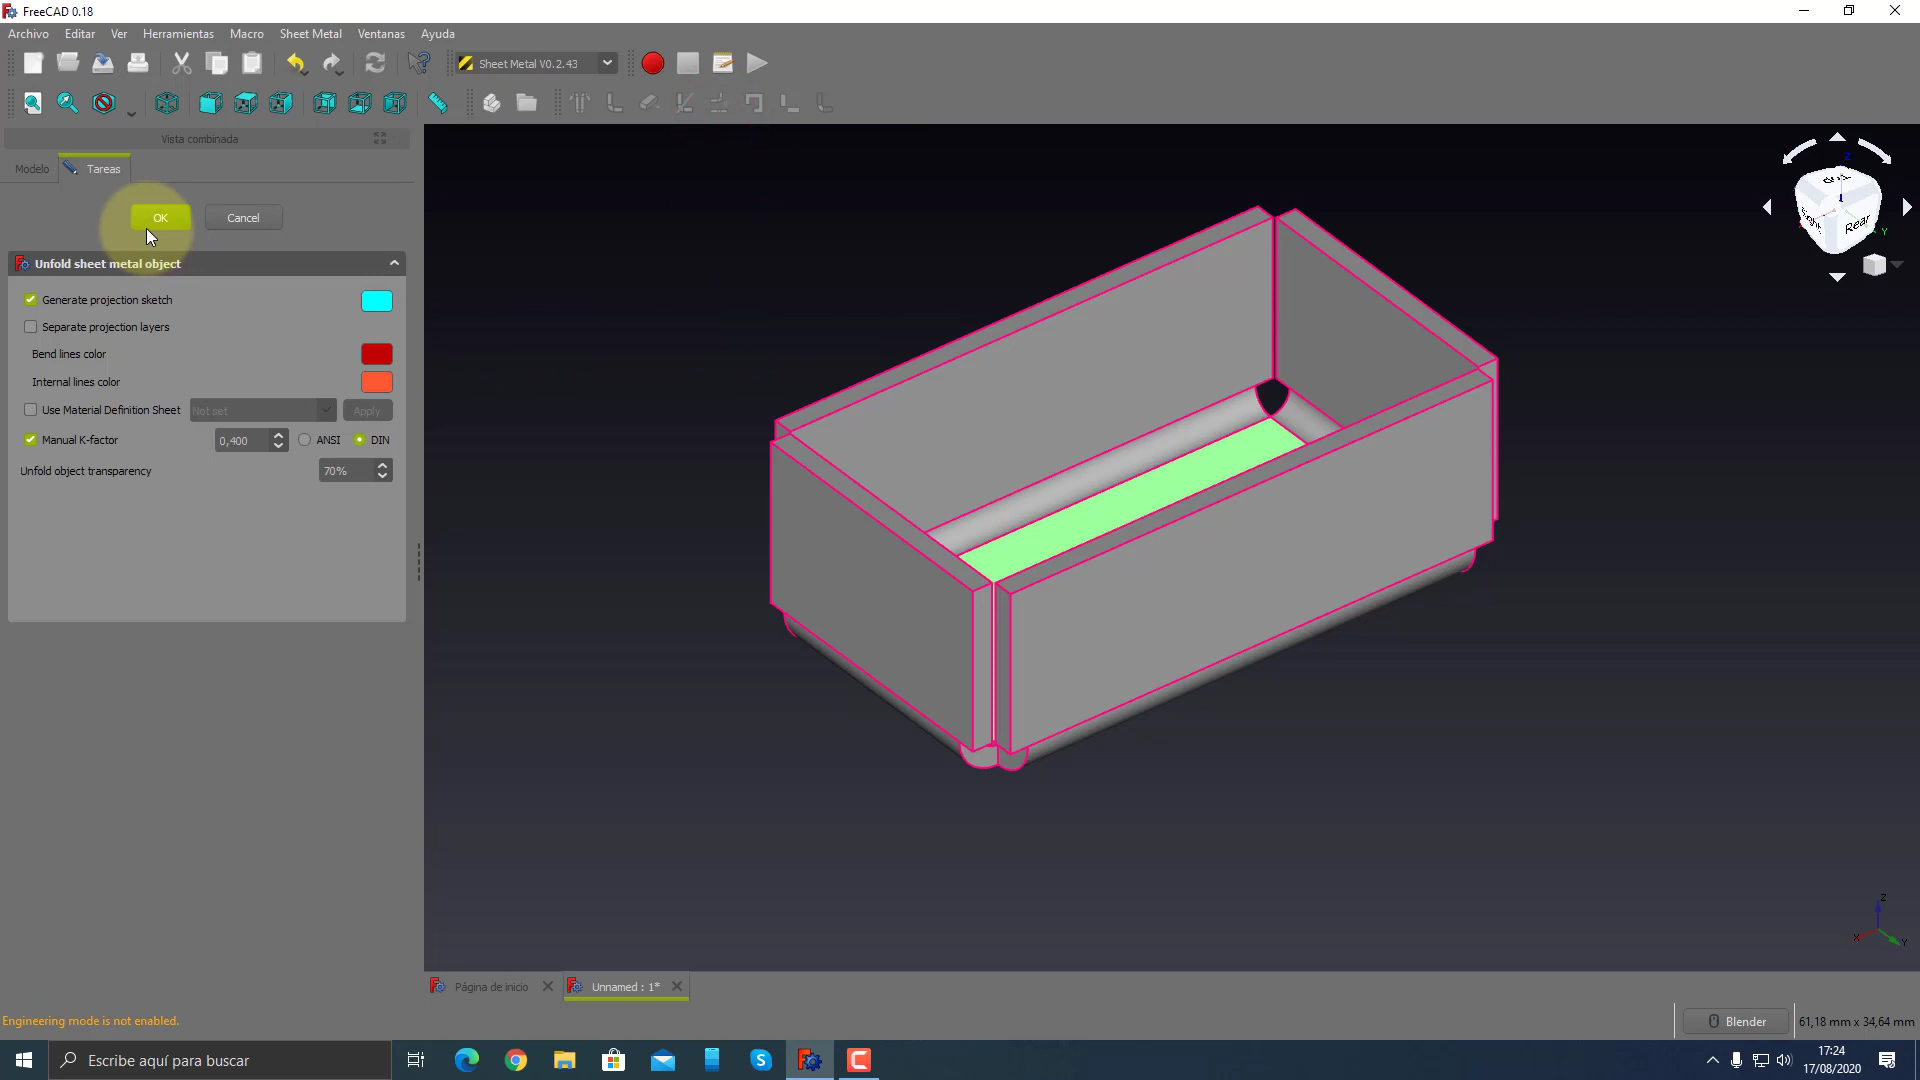 FreeCAD 0.18
Archivo Editar Ver Herramientas Macro Sheet Metal Ventanas Ayuda
Sheet Metal V0.2.43
Vista combinada
Modelo Tareas
OK Cancel
Unfold sheet metal object
Generate projection sketch
Separate projection layers
Bend lines color
Internal lines color
Use Material Definition Sheet Not set Apply
Manual K-factor 0,400 ANSI DIN
Unfold object transparency 70%
Z
Rear
Y
Z
X
Y
Página de inicio Unnamed : 1*
Engineering mode is not enabled.
Blender 61,18 mm x 34,64 mm
Escribe aquí para buscar
17:24
17/08/2020